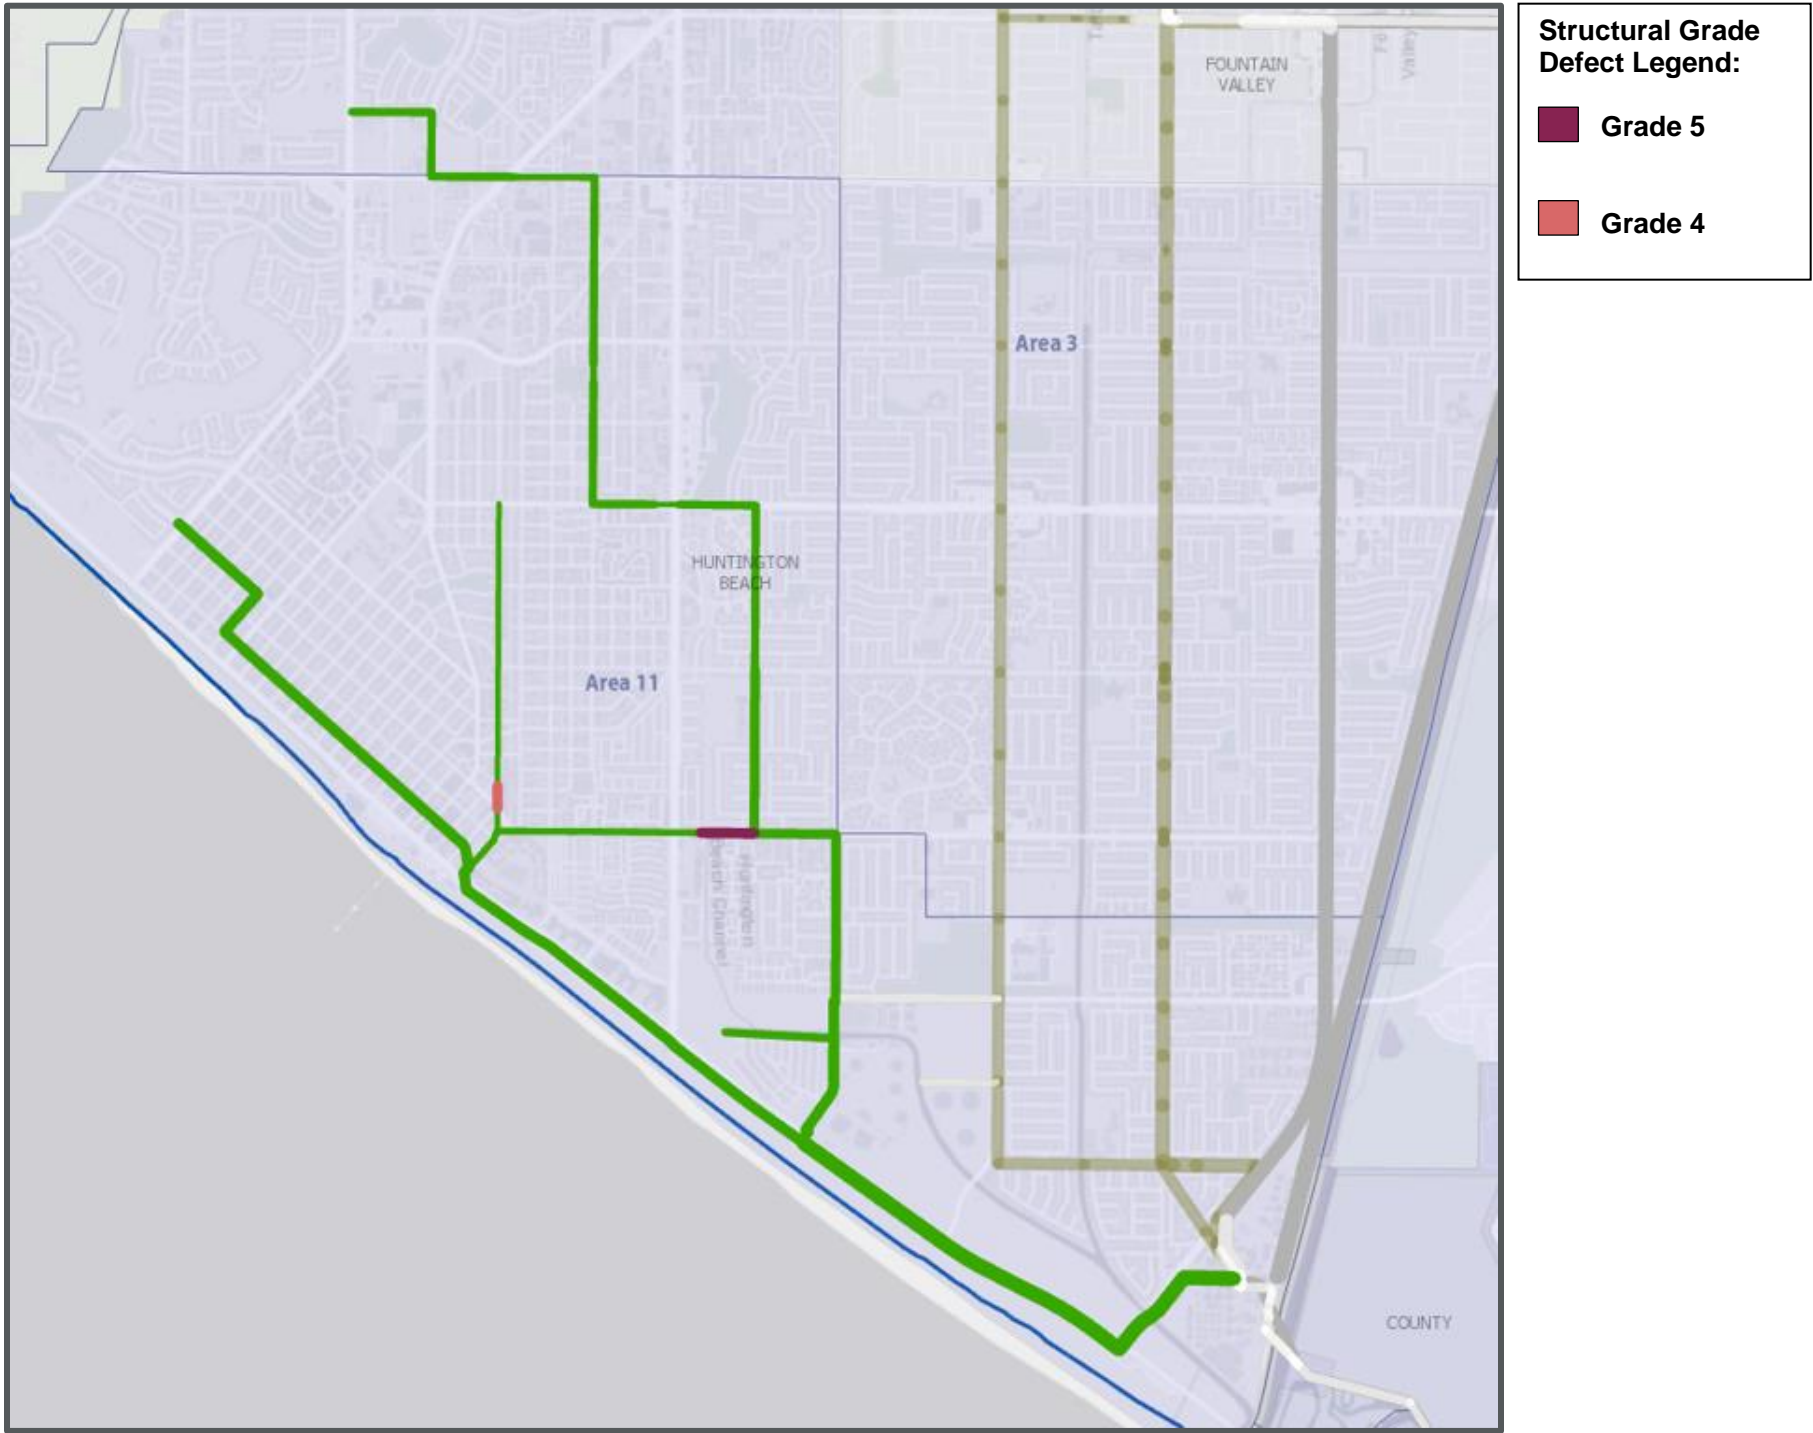 Structural Grade
Defect Legend:
Grade 5
Grade 4
FOUNTAIN
VALLEY
Valley
Area 3
HUNTINGTON
BEACH
Area 11
Huntington
Beach Channel
COUNTY